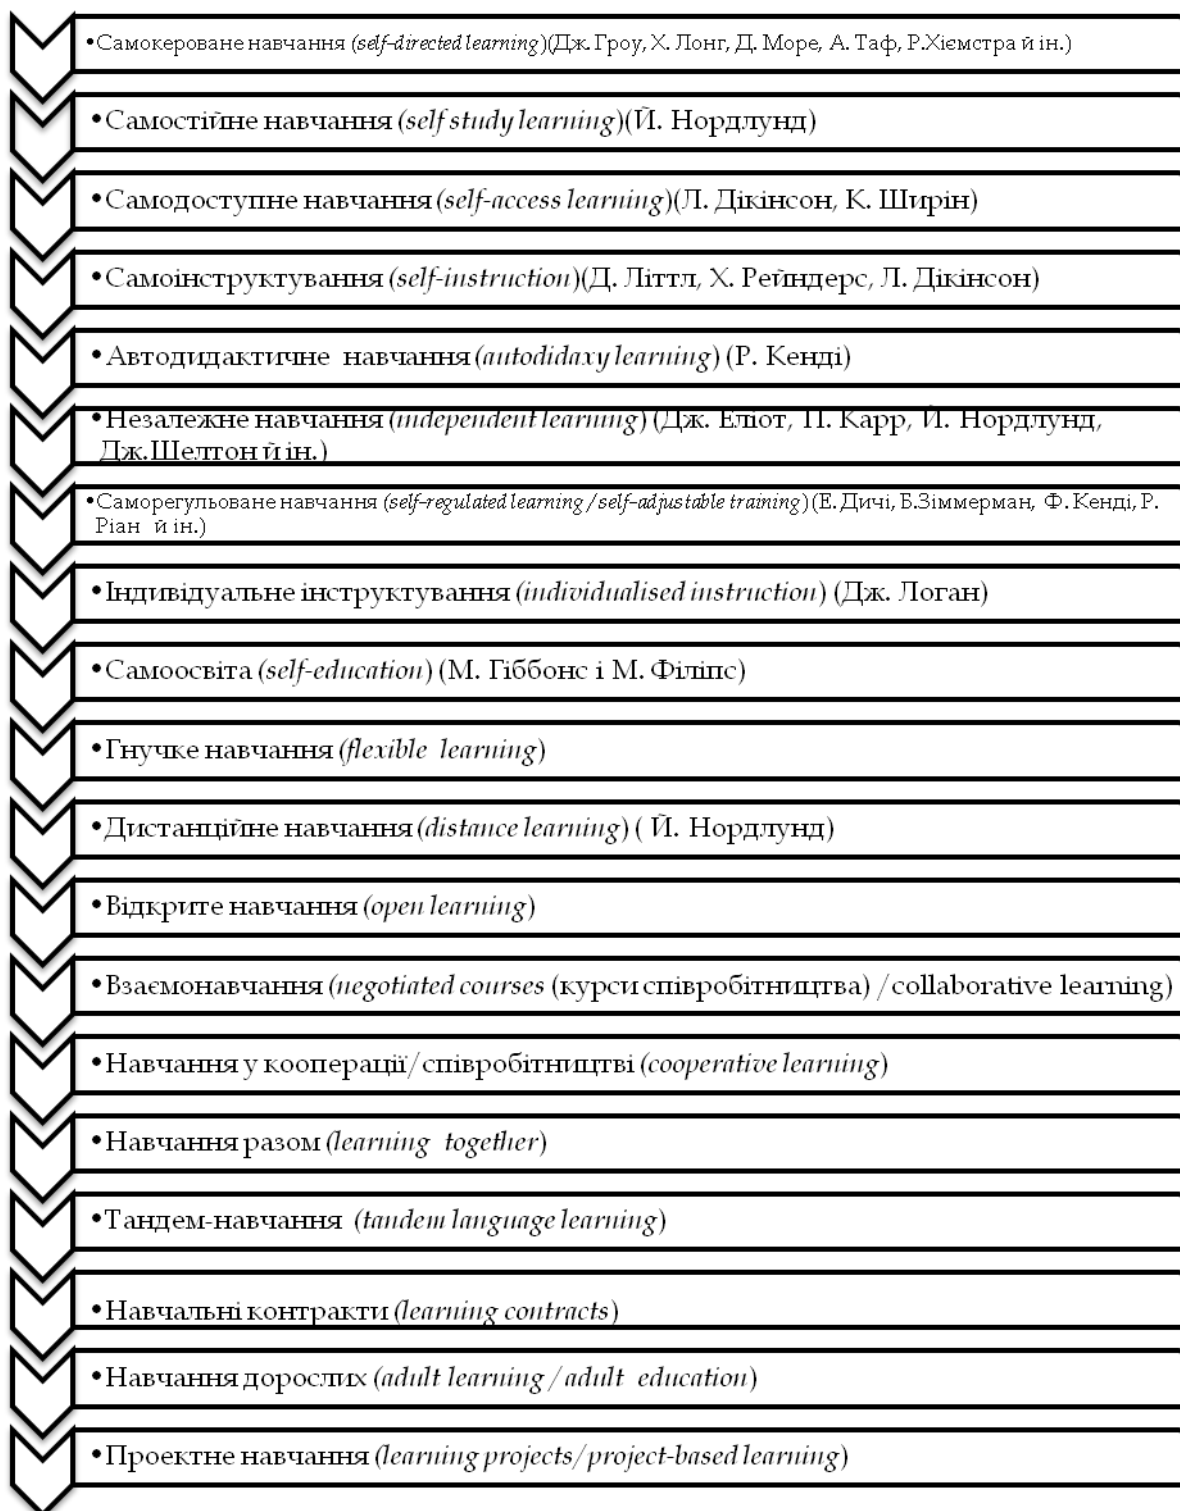 •Самокероване навчання (self-directed learning)(Дж. Гроу, Х. Лонг, Д. Море, А. Таф, Р.Хіємстра й ін.)
•Самостійне навчання (self study learning)(Й. Нордлунд)
•Самодоступне навчання (self-access learning)(Л. Дікінсон, К. Ширін)
•Самоінструктування (self-instruction)(Д. Літтл, Х. Рейндерс, Л. Дікінсон)
•Автодидактичне навчання (autodidaxy learning) (Р. Кенді)
•Незалежне навчання (independent learning) (Дж. Еліот, П. Карр, Й. Нордлунд,
Дж.Шелтон й ін.)
•Саморегульоване навчання (self-regulated learning / self-adjustable training) (Е. Дичі, Б.Зіммерман, Ф. Кенді, Р.
Ріан й ін.)
•Індивідуальне інструктування (individualised instruction) (Дж. Логан)
•Самоосвіта (self-education) (М. Гіббонс і М. Філіпс)
•Гнучке навчання (flexible learning)
•Дистанційне навчання (distance learning) ( Й. Нордлунд)
•Відкрите навчання (open learning)
•Взаємонавчання (negotiated courses (курси співробітництва) /collaborative learning)
•Навчання у кооперації/співробітництві (cooperative learning)
•Навчання разом (learning together)
•Тандем-навчання (tandem language learning)
•Навчальні контракти (learning contracts)
•Навчання дорослих (adult learning / adult education)
•Проектне навчання (learning projects/project-based learning)